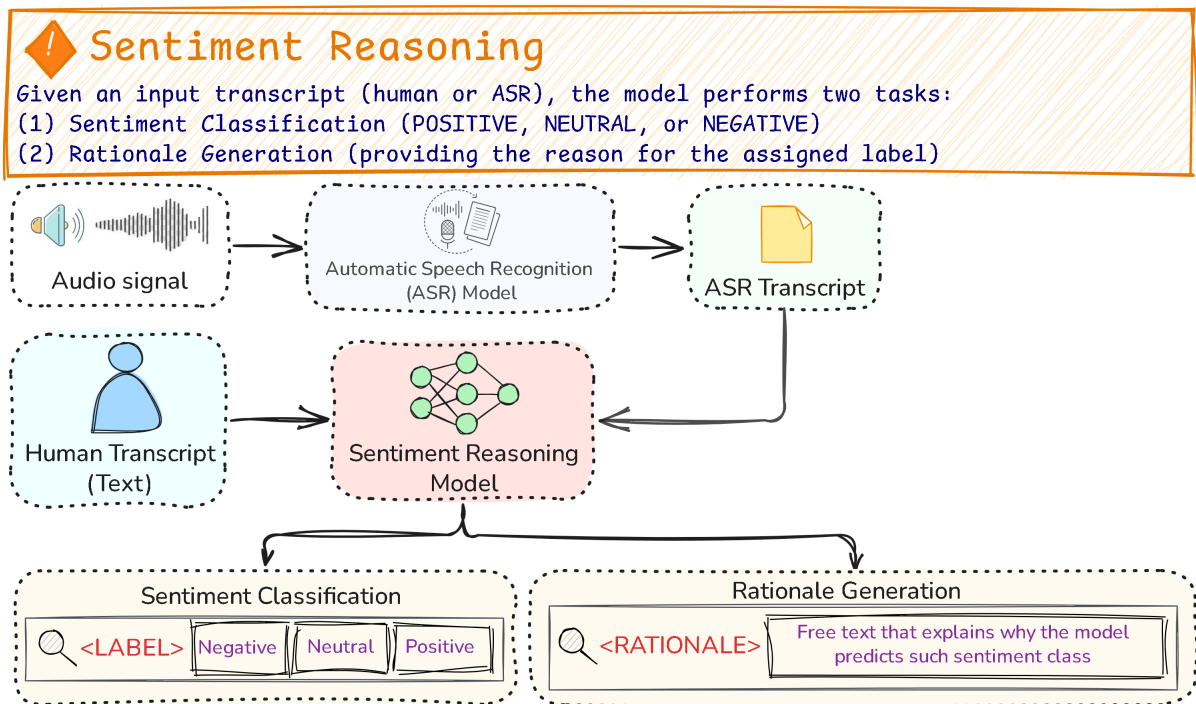 Sentiment Reasoning
Given an input transcript (human or ASR), the model performs two tasks:
(1) Sentiment Classification (POSITIVE, NEUTRAL, or NEGATIVE)
(2) Rationale Generation (providing the reason for the assigned label)
Audio signal
Automatic Speech Recognition
(ASR) Model
ASR Transcript
Human Transcript
(Text)
Sentiment Reasoning
Model
Sentiment Classification
<LABEL> Negative Neutral Positive
Rationale Generation
<RATIONALE>
Free text that explains why the model
predicts such sentiment class